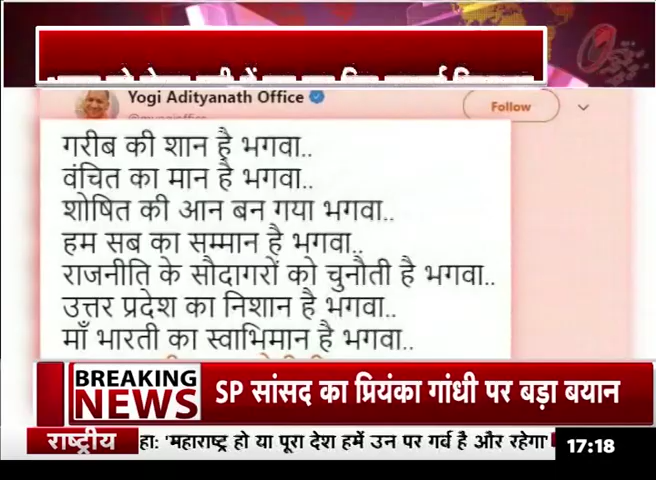 Yogi Adityanath Office
Follow
गरीब की शान है भगवा..
वंचित का मान है भगवा..
शोषित की आन बन गया भगवा..
हम सब का सम्मान है भगवा..
राजनीति के सौदागरों को चुनौती है भगवा..
उत्तर प्रदेश का निशान है भगवा..
माँ भारती का स्वाभिमान है भगवा..
BREAKING NEWS
SP सांसद का प्रियंका गांधी पर बड़ा बयान
राष्ट्रीय हा: 'महाराष्ट्र हो या पूरा देश हमें उन पर गर्व है और रहेगा' 17:18